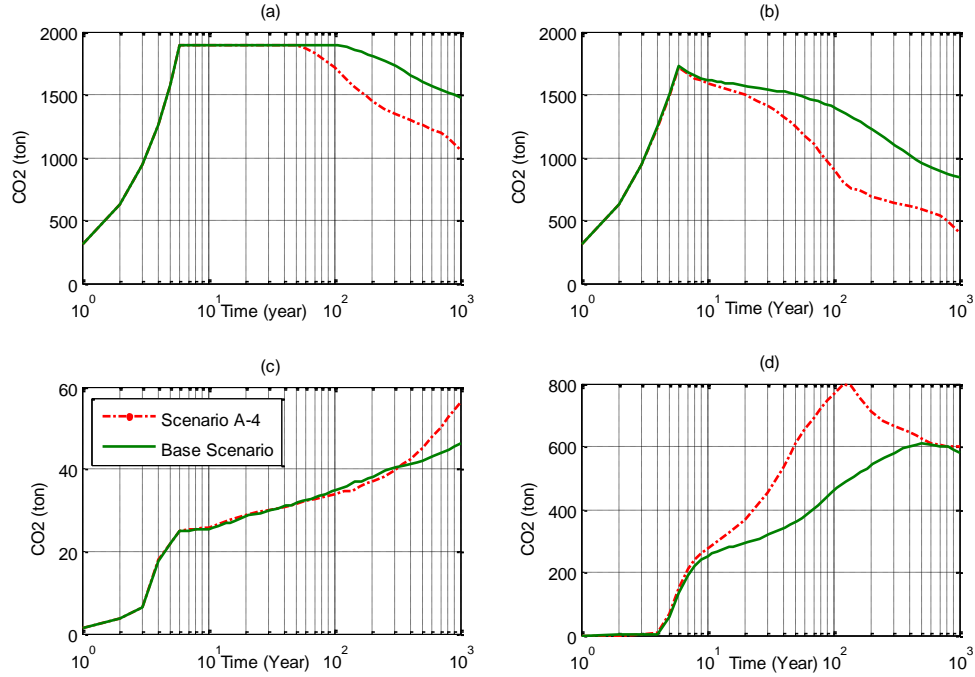 (a)
2000
1500
1000
500
0
CO2 (ton)
10^0
10^1
10^2
10^3
Time (year)
(b)
2000
1500
1000
500
0
CO2 (ton)
10^0
10^1
10^2
10^3
Time (Year)
(c)
60
40
20
0
CO2 (ton)
Scenario A-4
Base Scenario
10^0
10^1
10^2
10^3
Time (Year)
(d)
800
600
400
200
0
CO2 (ton)
10^0
10^1
10^2
10^3
Time (Year)